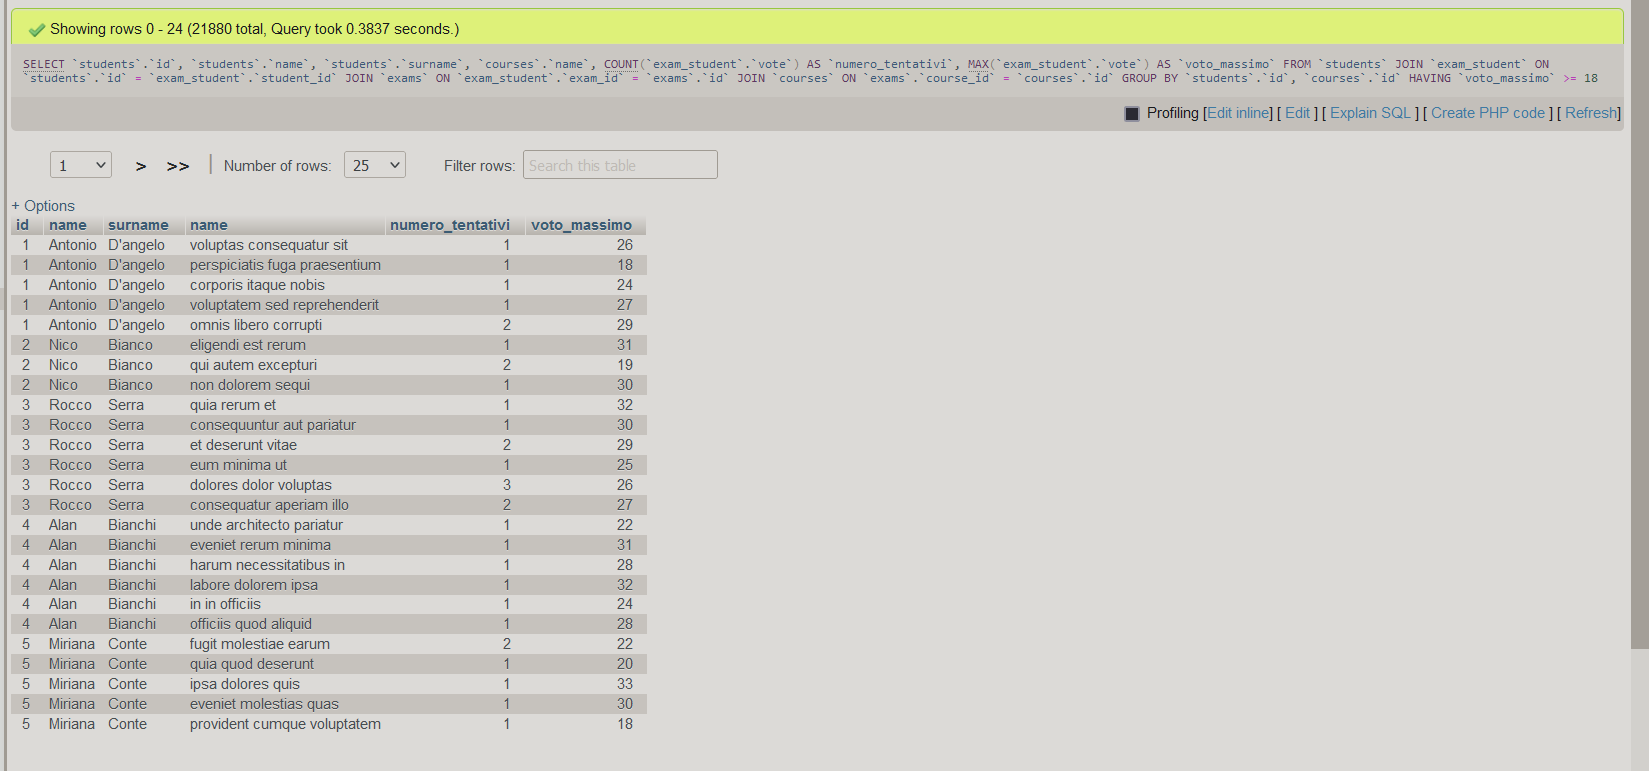 Showing rows 0 - 24 (21880 total, Query took 0.3837 seconds.)
SELECT `students`.`id`, `students`.`name`, `students`.`surname`, `courses`.`name`, COUNT(`exam_student`.`vote`) AS `numero_tentativi`, MAX(`exam_student`.`vote`) AS `voto_massimo` FROM `students` JOIN `exam_student` ON
`students`.`id` = `exam_student`.`student_id` JOIN `exams` ON `exam_student`.`exam_id` = `exams`.`id` JOIN `courses` ON `exams`.`course_id` = `courses`.`id` GROUP BY `students`.`id`, `courses`.`id` HAVING `voto_massimo` >= 18
Profiling [Edit inline] [ Edit ] [ Explain SQL ] [ Create PHP code ] [ Refresh]
1 > >> | Number of rows: 25 Filter rows: Search this table
+ Options
id name surname name numero_tentativi voto_massimo
1 Antonio D'angelo voluptas consequatur sit 1 26
1 Antonio D'angelo perspiciatis fuga praesentium 1 18
1 Antonio D'angelo corporis itaque nobis 1 24
1 Antonio D'angelo voluptatem sed reprehenderit 1 27
1 Antonio D'angelo omnis libero corrupti 2 29
2 Nico Bianco eligendi est rerum 1 31
2 Nico Bianco qui autem excepturi 2 19
2 Nico Bianco non dolorem sequi 1 30
3 Rocco Serra quia rerum et 1 32
3 Rocco Serra consequuntur aut pariatur 1 30
3 Rocco Serra et deserunt vitae 2 29
3 Rocco Serra eum minima ut 1 25
3 Rocco Serra dolores dolor voluptas 3 26
3 Rocco Serra consequatur aperiam illo 2 27
4 Alan Bianchi unde architecto pariatur 1 22
4 Alan Bianchi eveniet rerum minima 1 31
4 Alan Bianchi harum necessitatibus in 1 28
4 Alan Bianchi labore dolorem ipsa 1 32
4 Alan Bianchi in in officiis 1 24
4 Alan Bianchi officiis quod aliquid 1 28
5 Miriana Conte fugit molestiae earum 2 22
5 Miriana Conte quia quod deserunt 1 20
5 Miriana Conte ipsa dolores quis 1 33
5 Miriana Conte eveniet molestias quas 1 30
5 Miriana Conte provident cumque voluptatem 1 18